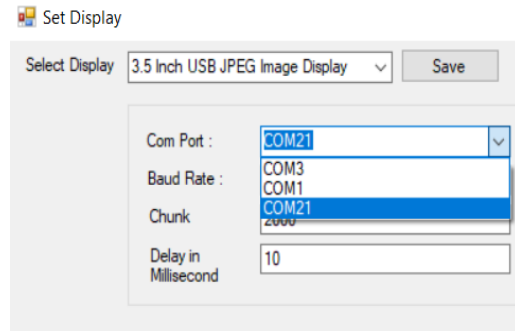 Set Display
Select Display 3.5 Inch USB JPEG Image Display Save
Com Port : COM21
COM3
Baud Rate :
COM1
COM21
Chunk 2000
Delay in Millisecond 10